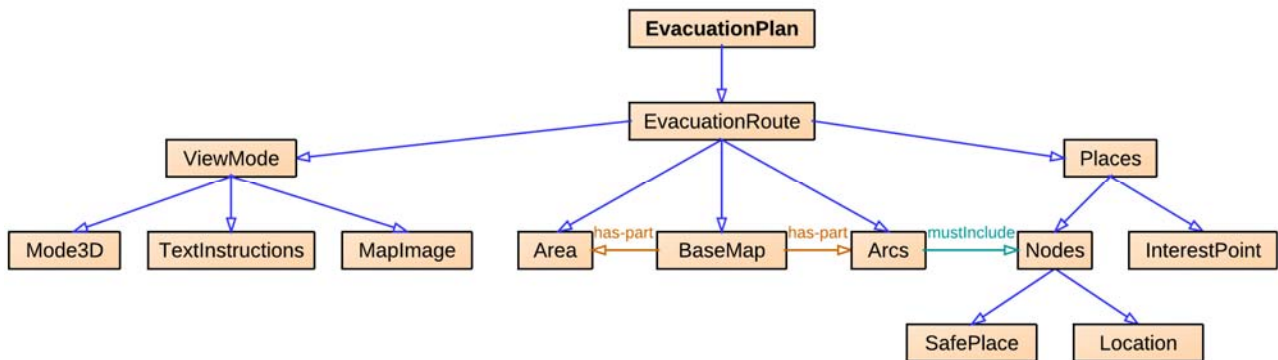 EvacuationPlan
EvacuationRoute
ViewMode
Places
Mode3D
TextInstructions
MapImage
Area
has-part
BaseMap
has-part
Arcs
mustInclude
Nodes
InterestPoint
SafePlace
Location